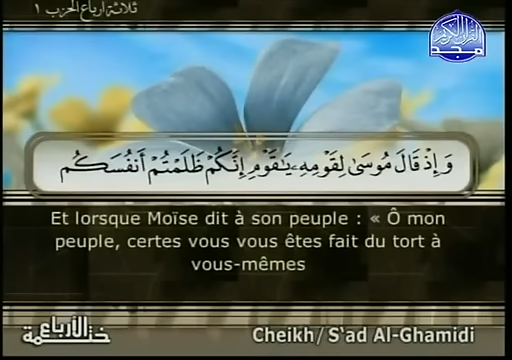 ثلاثة أرباع الحزب ١
القرآن الكريم
مجد
وَإِذْ قَالَ مُوسَىٰ لِقَوْمِهِۦ يَـٰقَوْمِ إِنَّكُمْ ظَلَمْتُمْ أَنفُسَكُم
Et lorsque Moïse dit à son peuple : « Ô mon
peuple, certes vous vous êtes fait du tort à
vous-mêmes
ختمة الأرباع
Cheikh/ S‘ad Al-Ghamidi